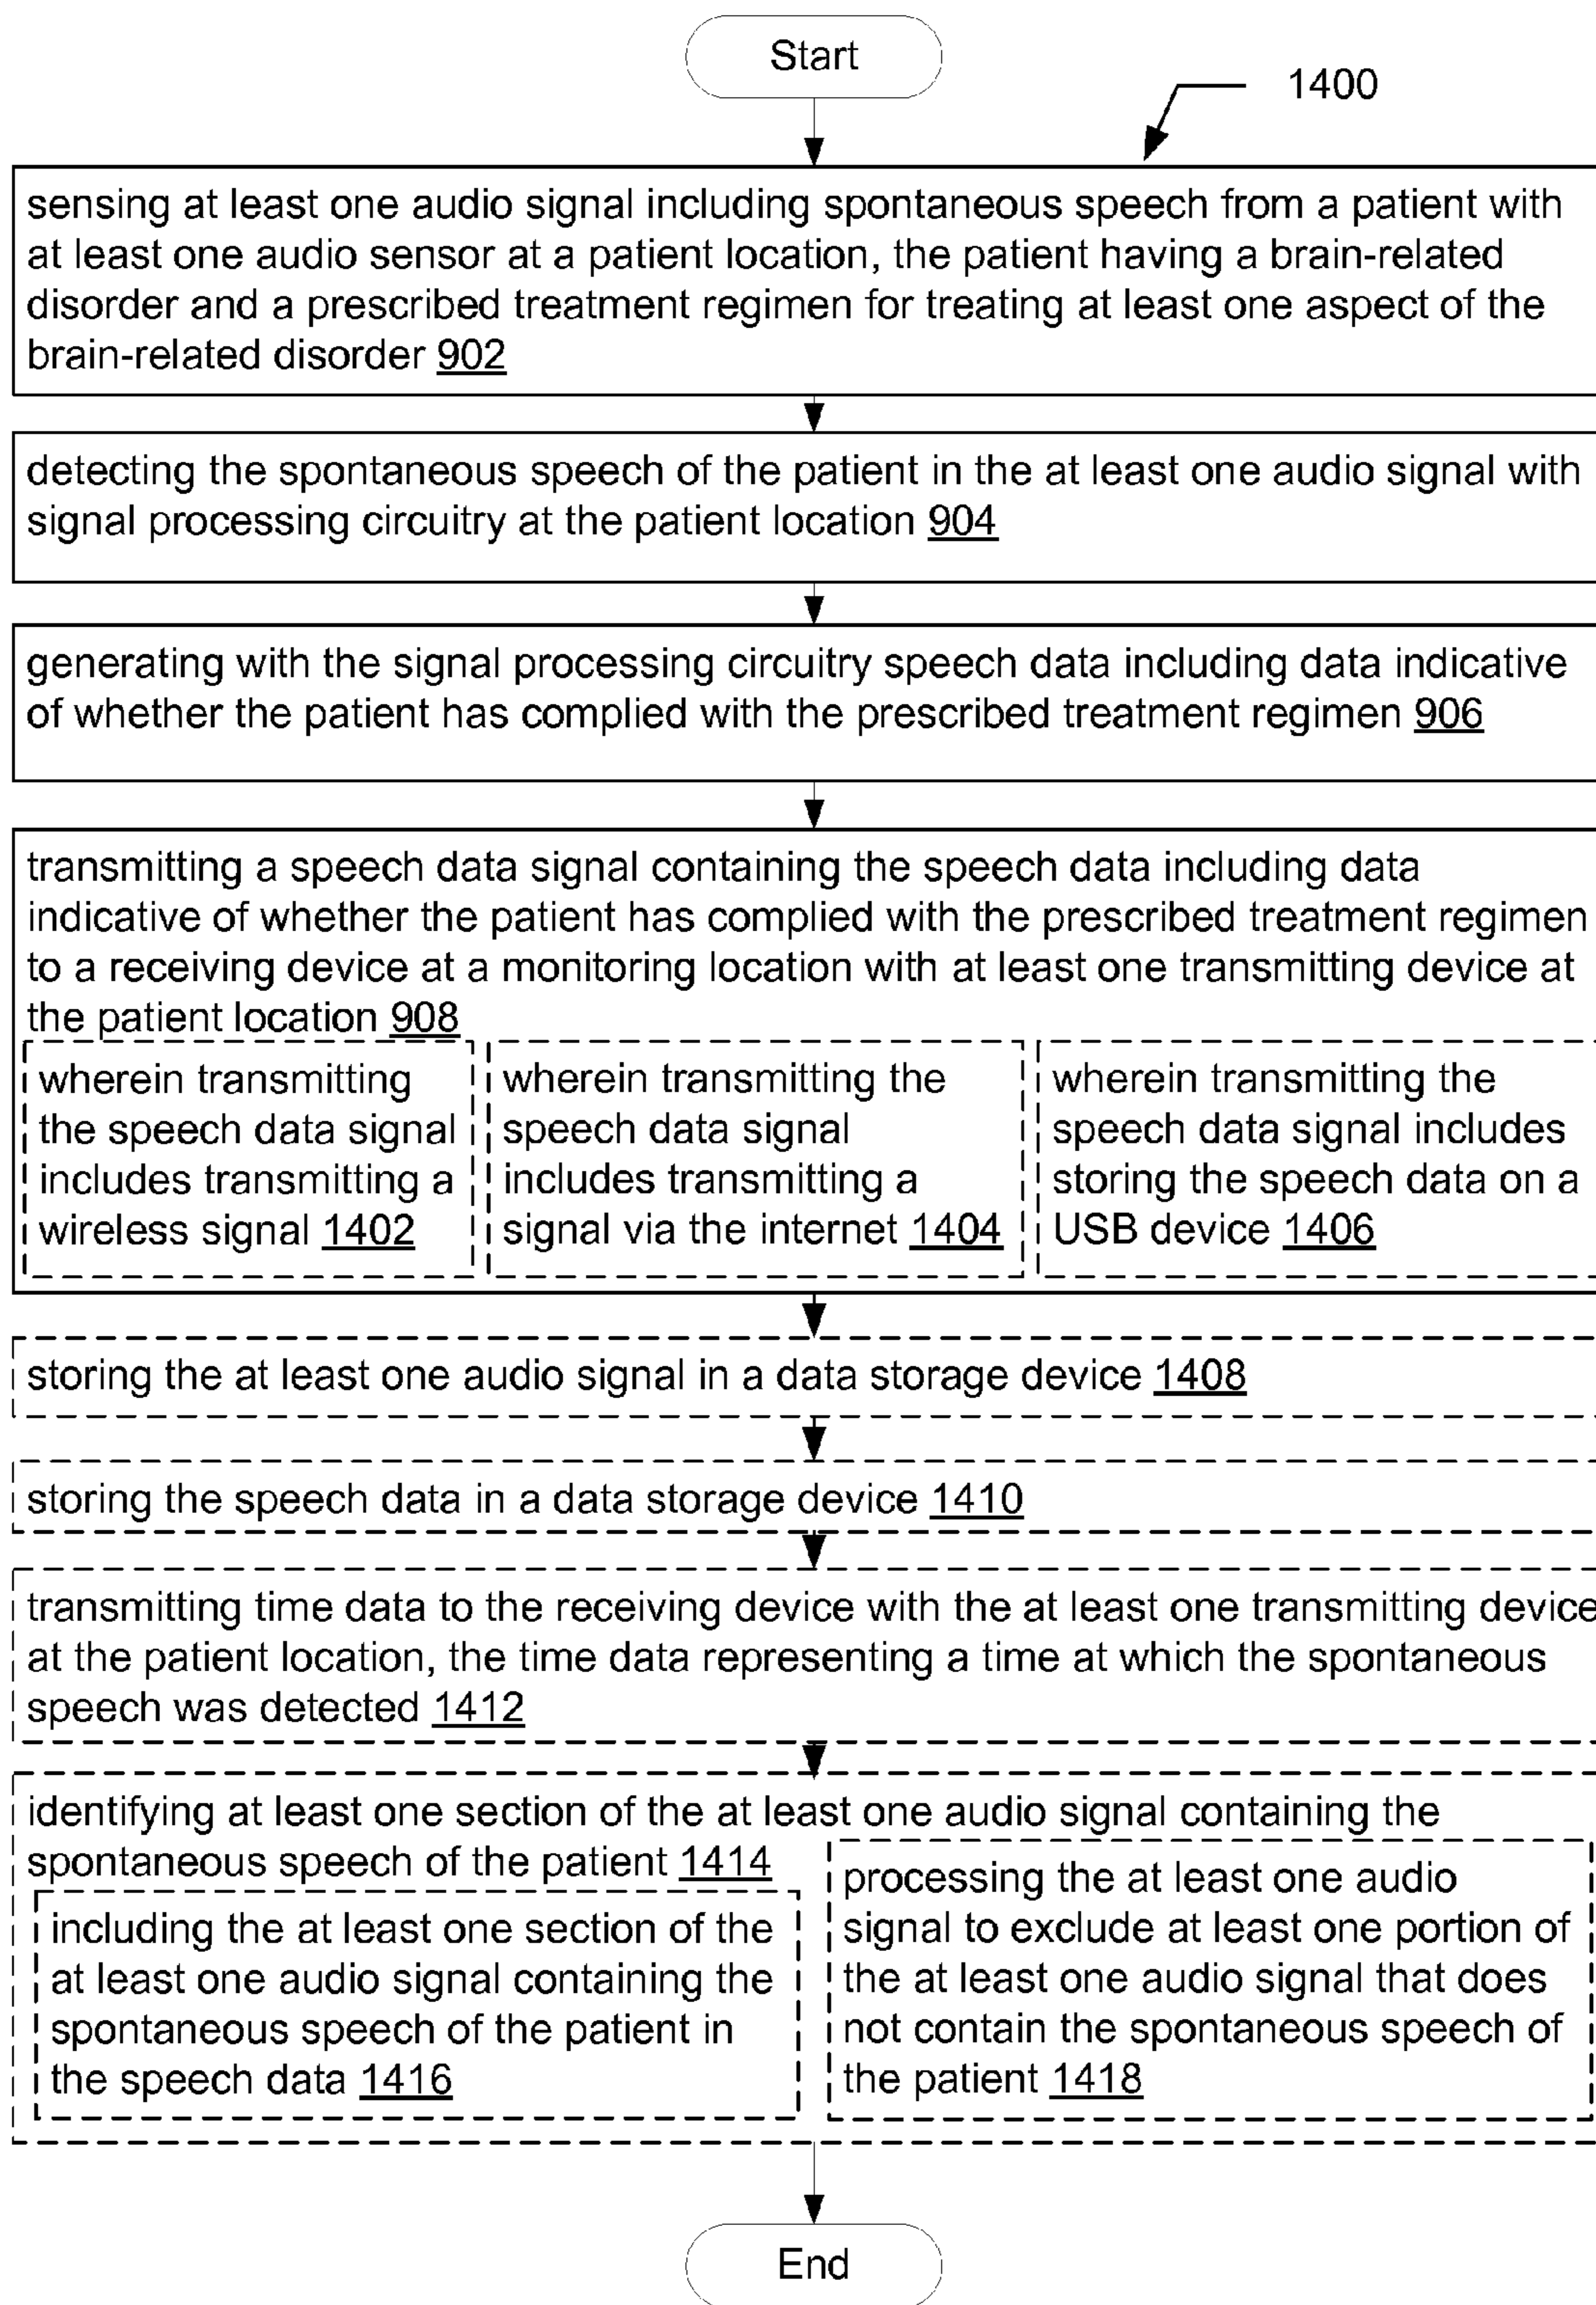 Start
1400
sensing at least one audio signal including spontaneous speech from a patient with
at least one audio sensor at a patient location, the patient having a brain-related
disorder and a prescribed treatment regimen for treating at least one aspect of the
brain-related disorder 902
detecting the spontaneous speech of the patient in the at least one audio signal with
signal processing circuitry at the patient location 904
generating with the signal processing circuitry speech data including data indicative
of whether the patient has complied with the prescribed treatment regimen 906
transmitting a speech data signal containing the speech data including data
indicative of whether the patient has complied with the prescribed treatment regimen
to a receiving device at a monitoring location with at least one transmitting device at
the patient location 908
wherein transmitting
the speech data signal
includes transmitting a
wireless signal 1402
wherein transmitting the
speech data signal
includes transmitting a
signal via the internet 1404
wherein transmitting the
speech data signal includes
storing the speech data on a
USB device 1406
storing the at least one audio signal in a data storage device 1408
storing the speech data in a data storage device 1410
transmitting time data to the receiving device with the at least one transmitting device
at the patient location, the time data representing a time at which the spontaneous
speech was detected 1412
identifying at least one section of the at least one audio signal containing the
spontaneous speech of the patient 1414
including the at least one section of the
at least one audio signal containing the
spontaneous speech of the patient in
the speech data 1416
processing the at least one audio
signal to exclude at least one portion of
the at least one audio signal that does
not contain the spontaneous speech of
the patient 1418
End